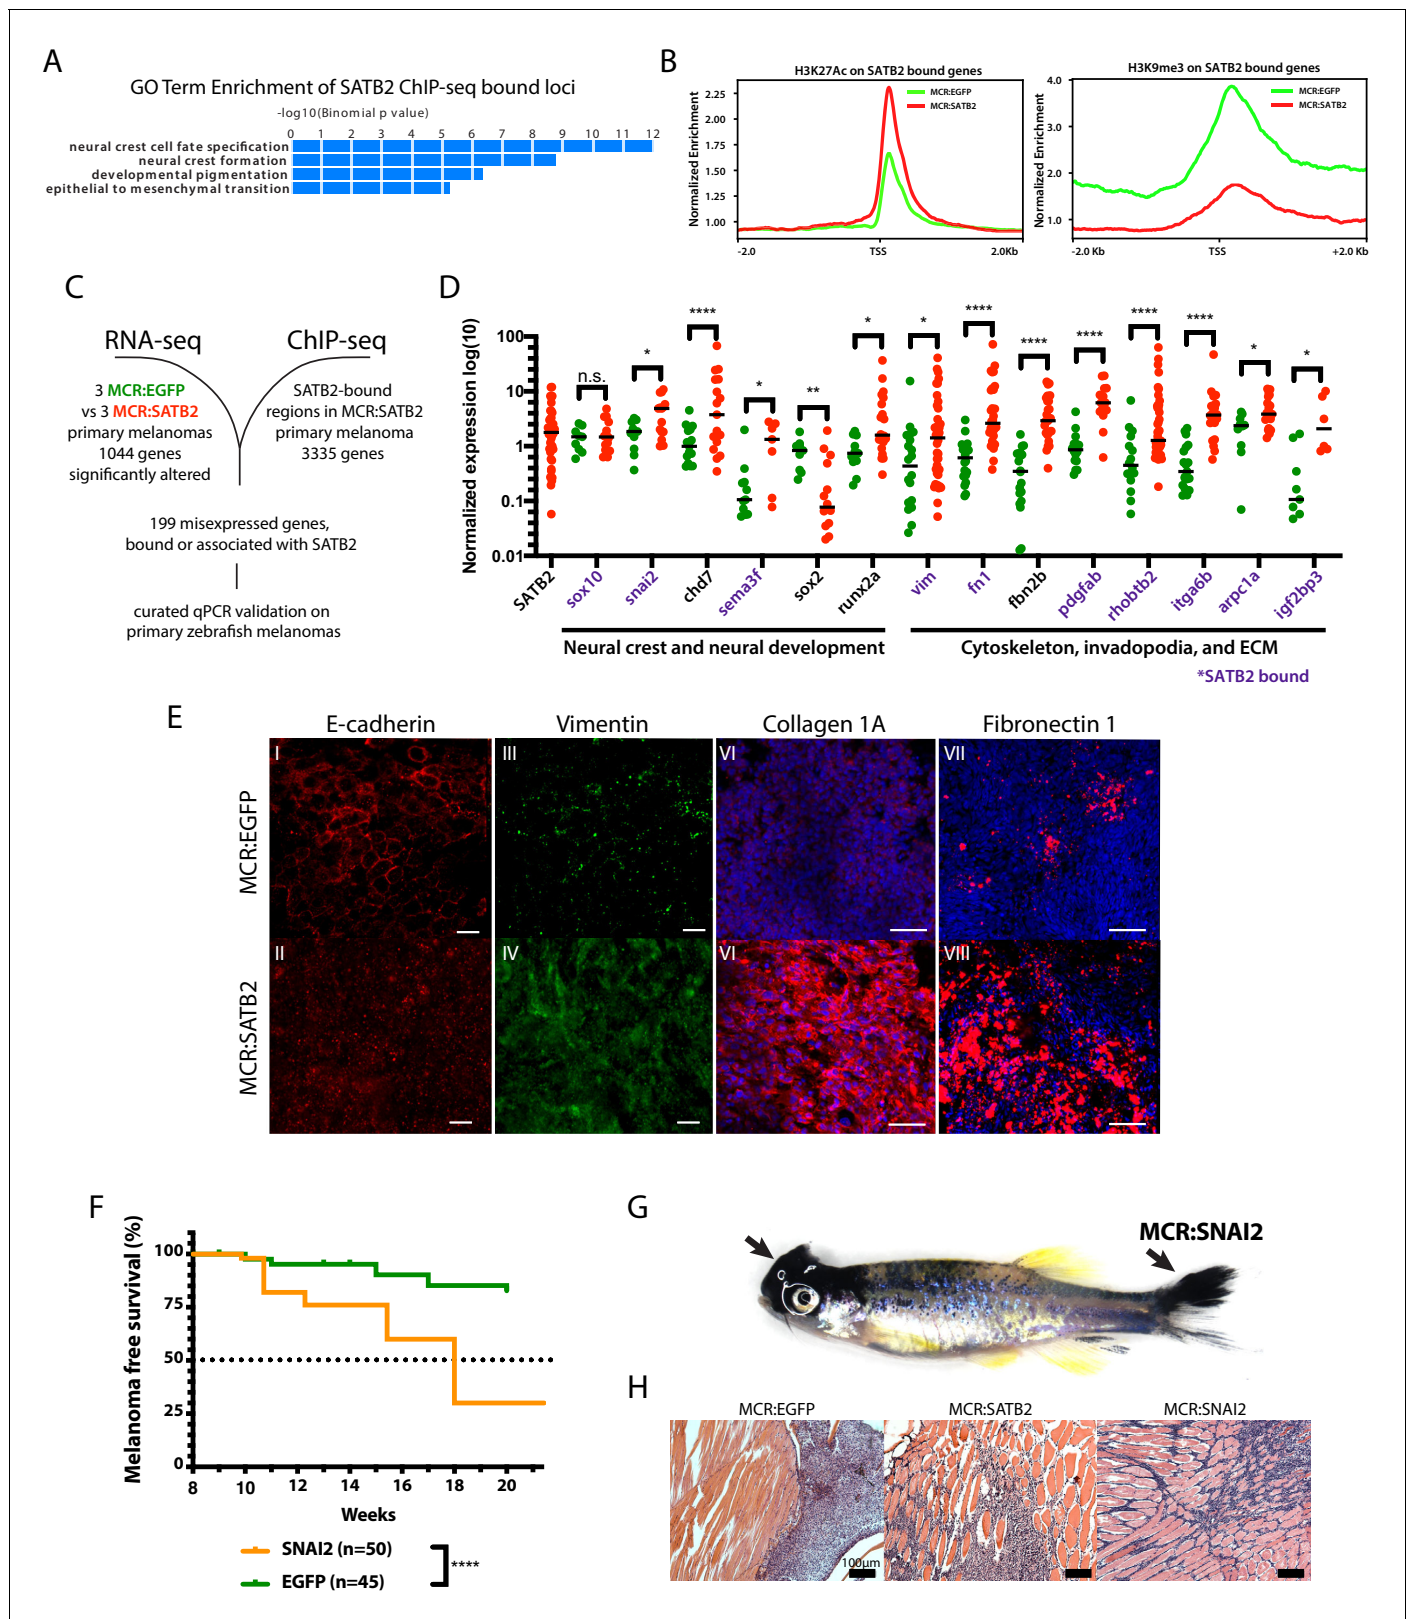 A
GO Term Enrichment of SATB2 ChIP-seq bound loci
-log10(Binomial p value)
0 1 2 3 4 5 6 7 8 9 10 11 12
neural crest cell fate specification
neural crest formation
developmental pigmentation
epithelial to mesenchymal transition
B
H3K27Ac on SATB2 bound genes
Normalized Enrichment
2.25
2.00
1.75
1.50
1.25
1.00
MCR:EGFP
MCR:SATB2
-2.0 TSS 2.0Kb
H3K9me3 on SATB2 bound genes
Normalized Enrichment
4.0
3.0
2.0
1.0
MCR:EGFP
MCR:SATB2
-2.0 Kb TSS +2.0 Kb
C
RNA-seq
3 MCR:EGFP
vs 3 MCR:SATB2
primary melanomas
1044 genes
significantly altered
ChIP-seq
SATB2-bound
regions in MCR:SATB2
primary melanoma
3335 genes
199 misexpressed genes,
bound or associated with SATB2
curated qPCR validation on
primary zebrafish melanomas
D
Normalized expression log(10)
100
10
1
0.1
0.01
n.s. * **** * ** * * **** **** **** **** **** * *
SATB2 sox10 snai2 chd7 sema3f sox2 runx2a vim fn1 fbn2b pdgfab rhobtb2 itga6b arpc1a igf2bp3
Neural crest and neural development
Cytoskeleton, invadopodia, and ECM
*SATB2 bound
E
E-cadherin Vimentin Collagen 1A Fibronectin 1
MCR:EGFP
I III VI VII
MCR:SATB2
II IV VI VIII
F
Melanoma free survival (%)
100
75
50
25
0
8 10 12 14 16 18 20
Weeks
SNAI2 (n=50)
EGFP (n=45)
****
G
MCR:SNAI2
H
MCR:EGFP MCR:SATB2 MCR:SNAI2
100µm